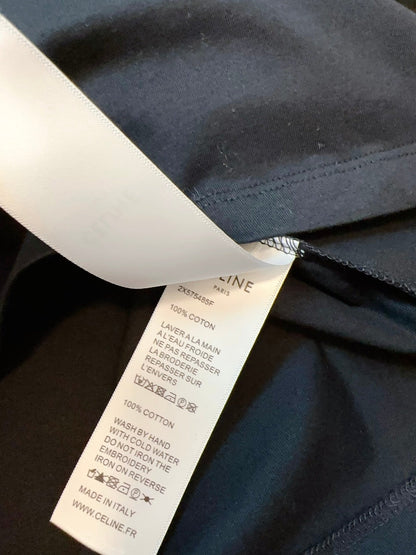 ELINE
PARIS
2X575485F
100% COTON
LAVER A LA MAIN
A L'EAU FROIDE
NE PAS REPASSER
LA BRODERIE
REPASSER SUR
L'ENVERS
100% COTTON
WASH BY HAND
WITH COLD WATER
DO NOT IRON THE
EMBROIDERY
IRON ON REVERSE
MADE IN ITALY
WWW.CELINE.FR